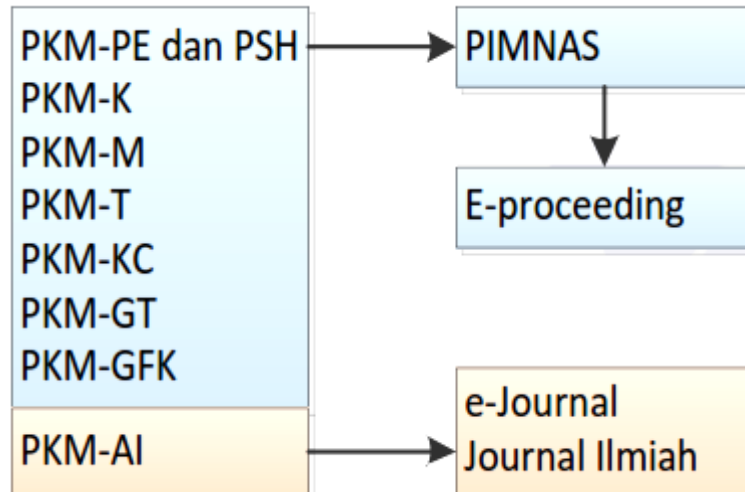 PKM-PE dan PSH
PKM-K
PKM-M
PKM-T
PKM-KC
PKM-GT
PKM-GFK
PKM-AI
PIMNAS
E-proceeding
e-Journal
Journal Ilmiah